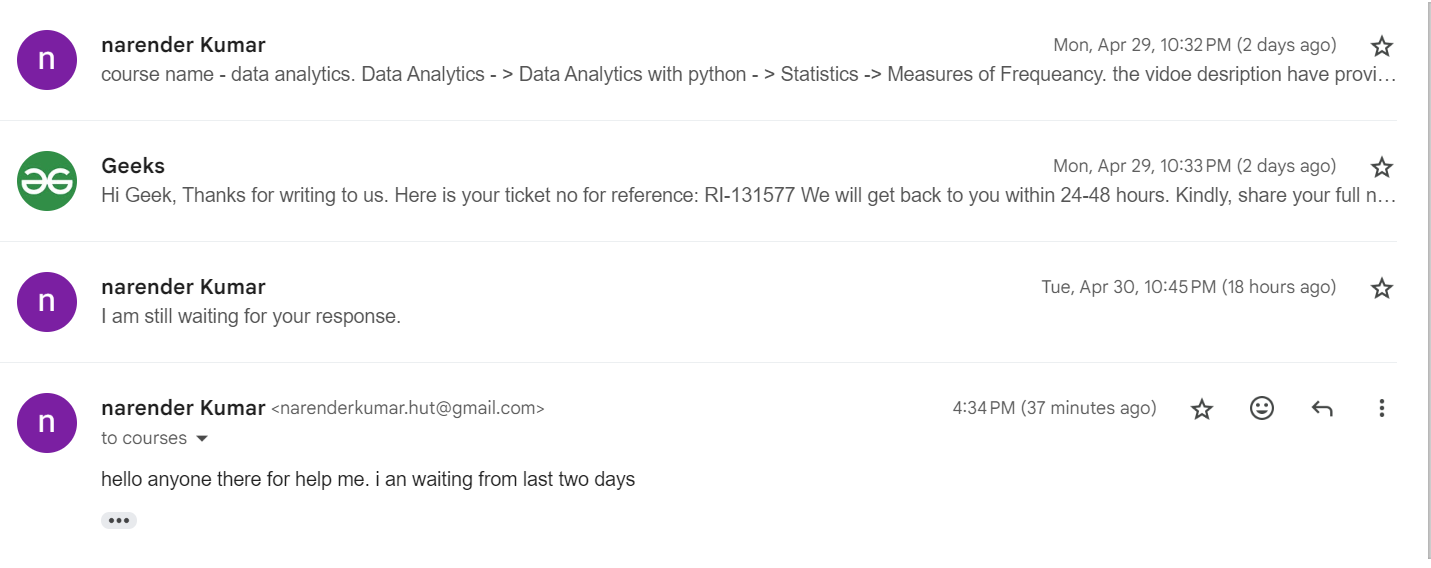 n
narender Kumar
Mon, Apr 29, 10:32 PM (2 days ago)
course name - data analytics. Data Analytics - > Data Analytics with python - > Statistics -> Measures of Frequeancy. the vidoe desription have provi…
Geeks
Mon, Apr 29, 10:33 PM (2 days ago)
Hi Geek, Thanks for writing to us. Here is your ticket no for reference: RI-131577 We will get back to you within 24-48 hours. Kindly, share your full n…
n
narender Kumar
Tue, Apr 30, 10:45 PM (18 hours ago)
I am still waiting for your response.
n
narender Kumar <narenderkumar.hut@gmail.com>
4:34 PM (37 minutes ago)
to courses
hello anyone there for help me. i an waiting from last two days